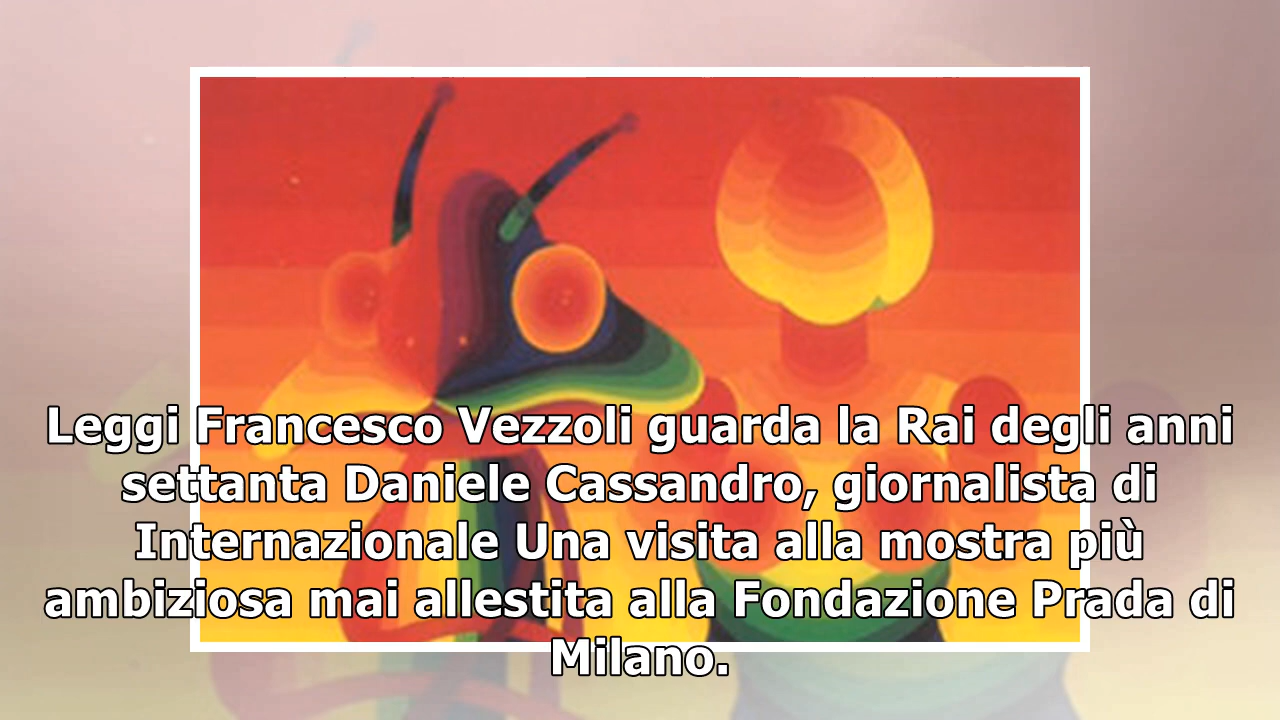 Leggi Francesco Vezzoli guarda la Rai degli anni
settanta Daniele Cassandro, giornalista di
Internazionale Una visita alla mostra più
ambiziosa mai allestita alla Fondazione Prada di
Milano.